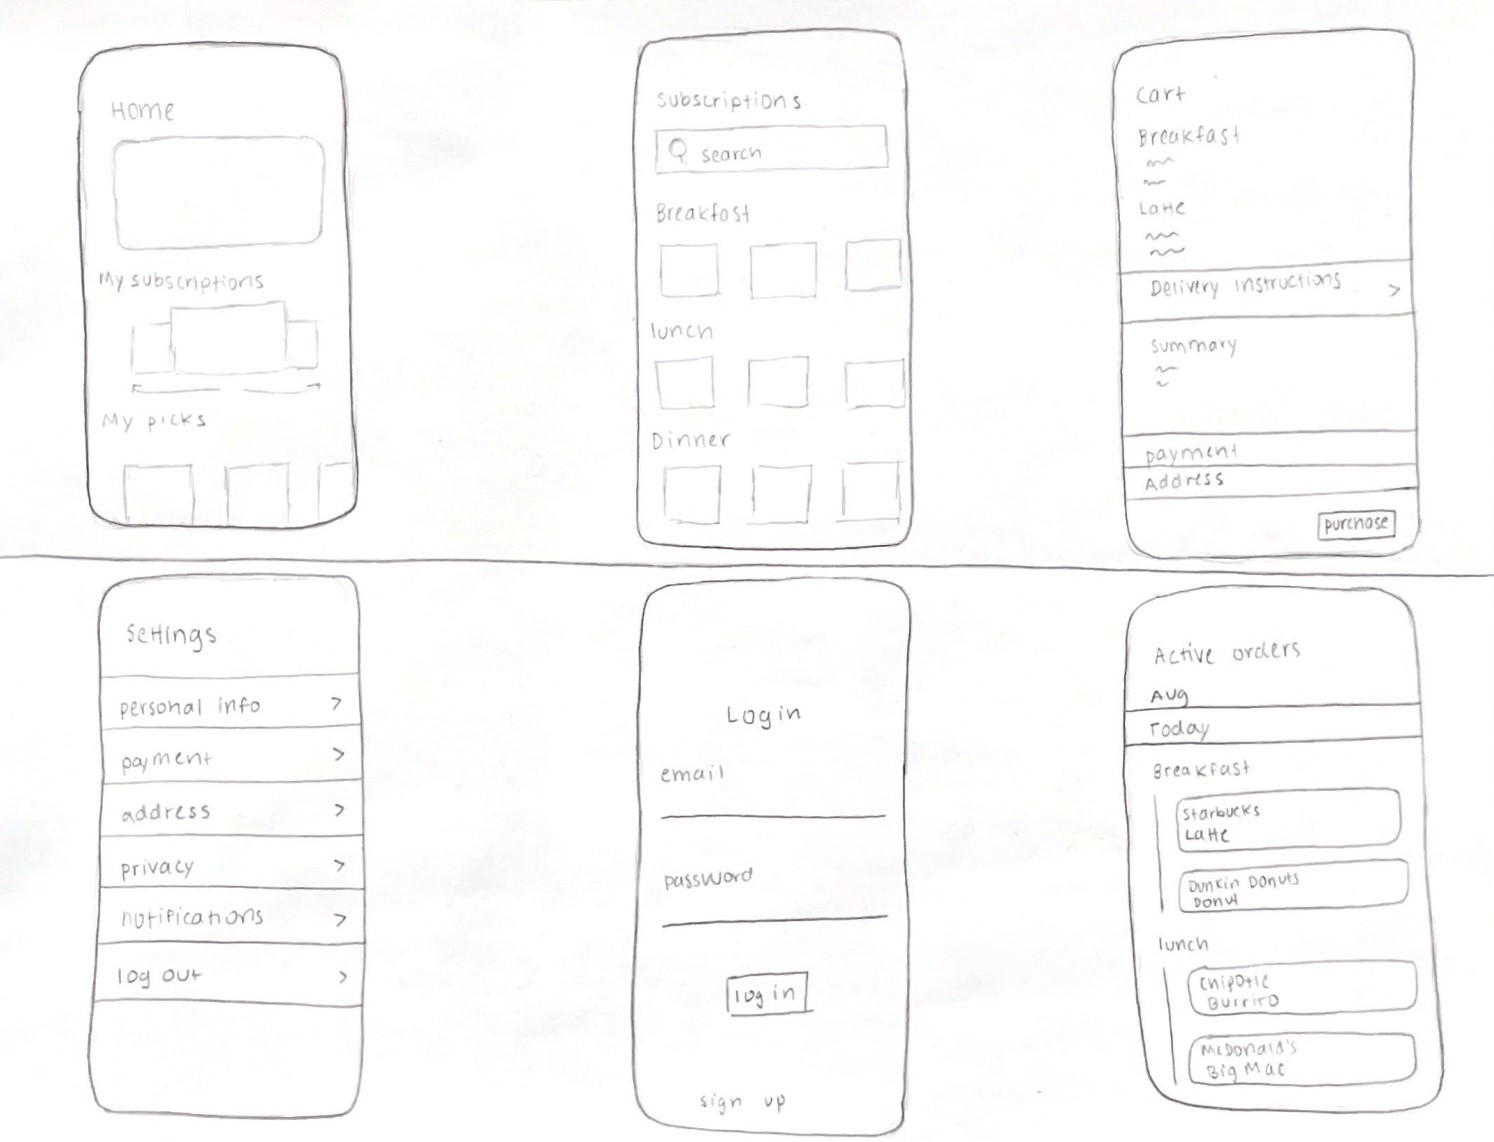 Home
My subscriptions
My picks
Subscriptions
search
Breakfast
lunch
Dinner
Cart
Breakfast
Latte
Delivery instructions >
summary
payment
Address
purchase
Settings
personal info >
payment >
address >
privacy >
notifications >
log out >
Login
email
password
log in
sign up
Active orders
Aug
Today
Breakfast
Starbucks
Latte
Dunkin Donuts
Donut
lunch
Chipotle
Burrito
McDonald's
Big Mac